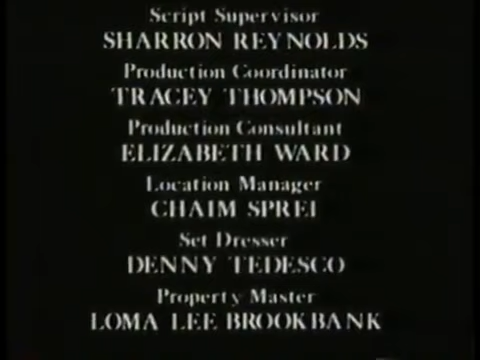 Script Supervisor
SHARRON REYNOLDS
Production Coordinator
TRACEY THOMPSON
Production Consultant
ELIZABETH WARD
Location Manager
CHAIM SPREI
Set Dresser
DENNY TEDESCO
Property Master
LOMA LEE BROOKBANK